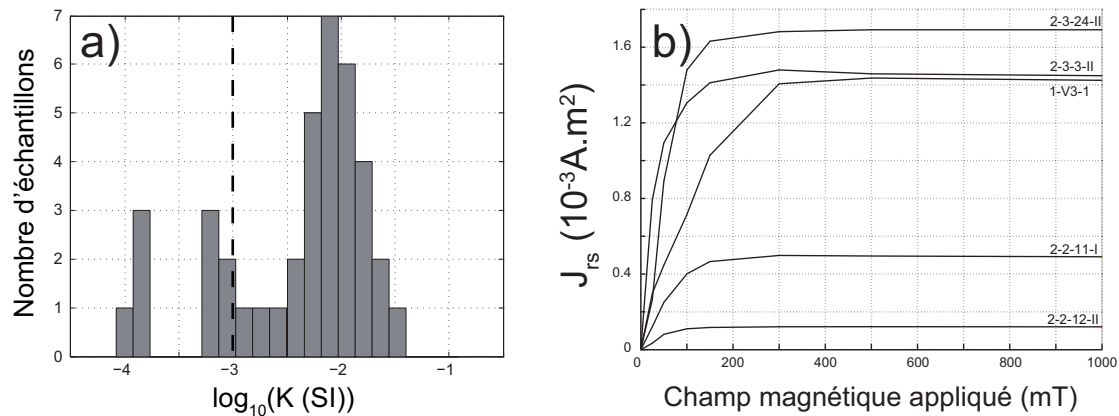 a)
Nombre d'échantillons
7
6
5
4
3
2
1
0
−4
−3
−2
−1
log10(K (SI))
b)
Jrs (10-3A.m2)
1.6
1.2
0.8
0.4
0
0
200
400
600
800
1000
2-3-24-II
2-3-3-II
1-V3-1
2-2-11-I
2-2-12-II
Champ magnétique appliqué (mT)